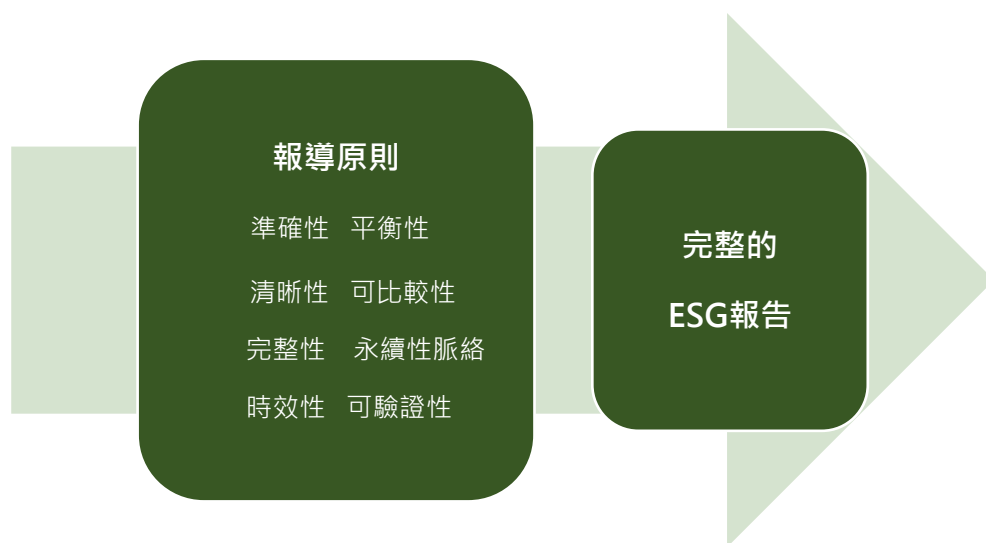 報導原則
準確性 平衡性
清晰性 可比較性
完整性 永續性脈絡
時效性 可驗證性
完整的
ESG報告